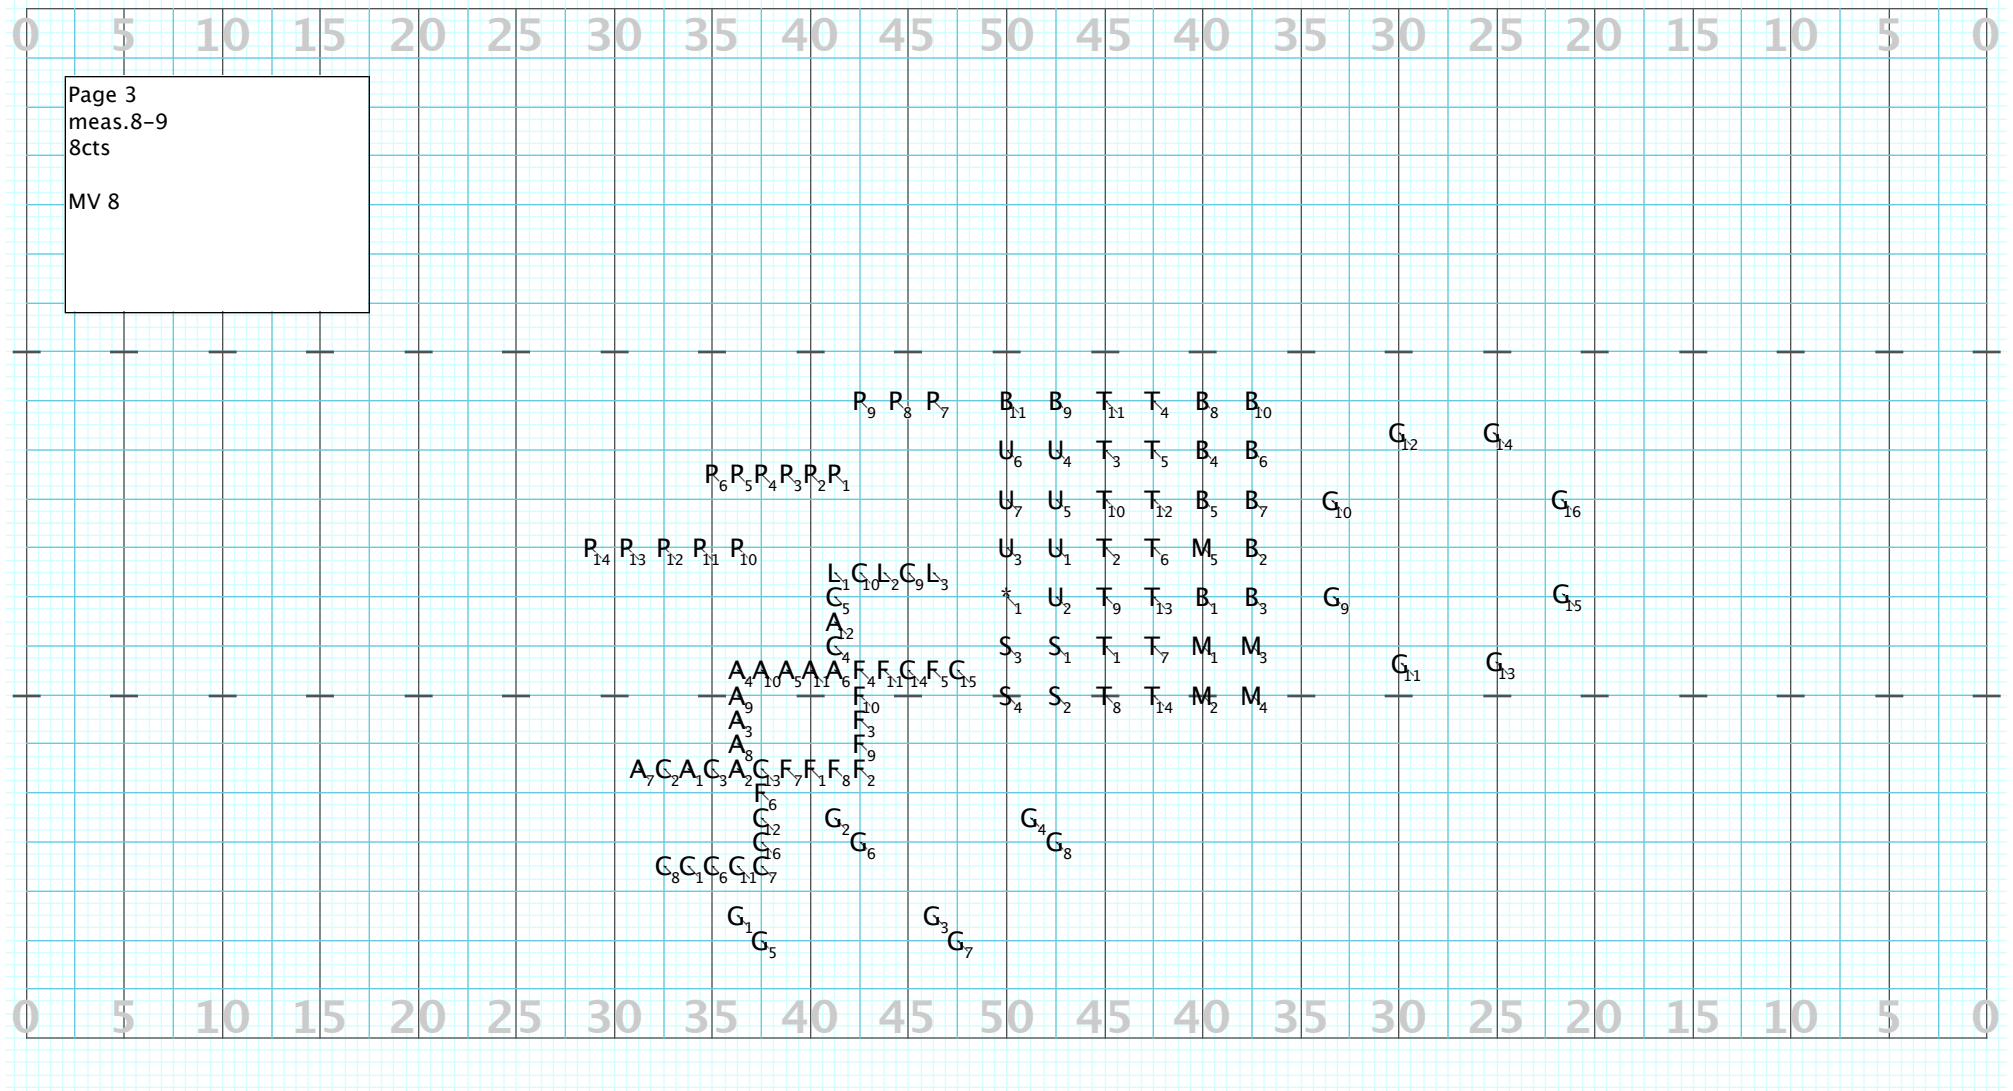 0 5 10 15 20 25 30 35 40 45 50 45 40 35 30 25 20 15 10 5 0
Page 3
meas.8-9
8cts
MV 8
P9 P8 P7 B11 B9 T11 T4 B8 B10
G12 G14
U6 U4 T3 T5 B4 B6
P6 P5 P4 P3 P2 P1
U7 U5 T10 T12 B5 B7 G10 G16
P14 P13 P12 P11 P10 U3 U1 T2 T6 M5 B2
L1 C10 L2 C9 L3
C5 *1 U2 T9 T13 B1 B3 G9 G15
A12
C4 S3 S1 T1 T7 M1 M3
G11 G13
A4 A10 A5 A11 A6 F4 F11 C14 F5 C15
A9 F10 S4 S2 T8 T14 M2 M4
A3 F3
A8 F9
A7 C2 A1 C3 A2 C13 F7 F1 F8 F2
F6
C12 G2 G4
C16 G6 G8
C8 C1 C6 C11 C7
G1 G3
G5 G7
0 5 10 15 20 25 30 35 40 45 50 45 40 35 30 25 20 15 10 5 0